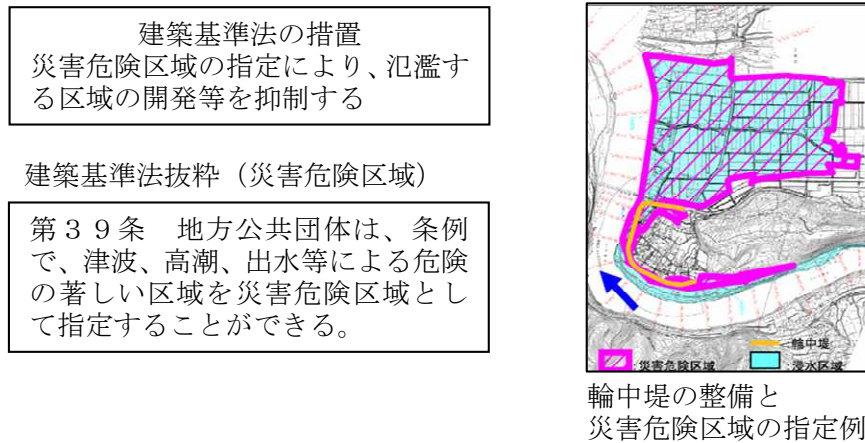 建築基準法の措置
災害危険区域の指定により、氾濫す
る区域の開発等を抑制する
建築基準法抜粋（災害危険区域）
第３９条　地方公共団体は、条例
で、津波、高潮、出水等による危険
の著しい区域を災害危険区域とし
て指定することができる。
輪中堤
災害危険区域
浸水区域
輪中堤の整備と
災害危険区域の指定例